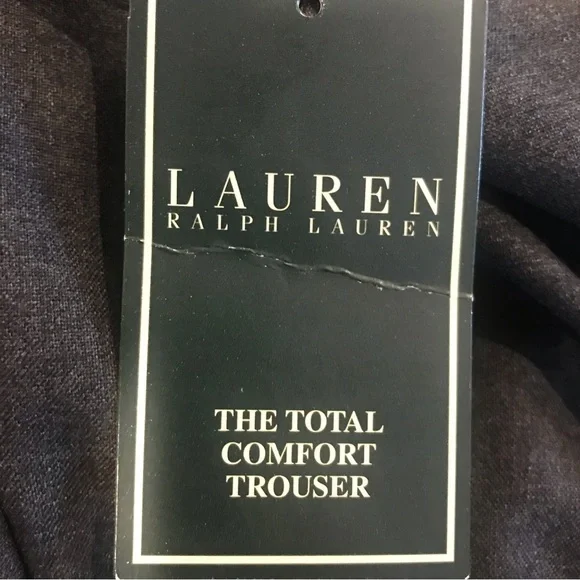 LAUREN
RALPH LAUREN
THE TOTAL
COMFORT
TROUSER